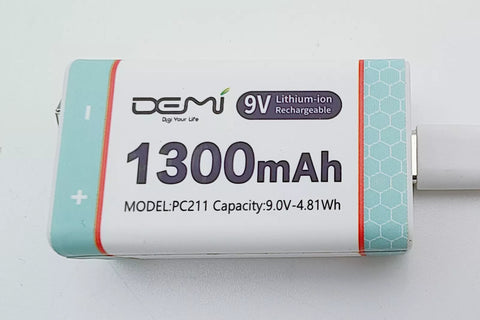 DEMi
Digi Your Life
9V Lithium-ion
Rechargeable
1300mAh
MODEL:PC211 Capacity:9.0V-4.81Wh
- +